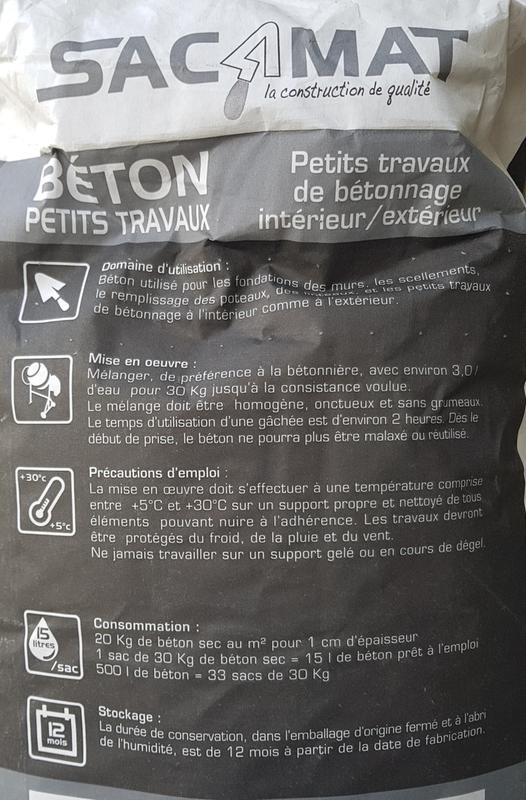 SACAMAT
la construction de qualité
BÉTON
PETITS TRAVAUX
Petits travaux
de bétonnage
intérieur/extérieur
Domaine d'utilisation :
Béton utilisé pour les fondations des murs, les scellements,
le remplissage des poteaux, des et les petits travaux
de bétonnage à l'intérieur comme à l'extérieur.
Mise en oeuvre :
Mélanger, de préférence à la bétonnière, avec environ 3,0 l
d'eau pour 30 Kg jusqu'à la consistance voulue.
Le mélange doit être homogène, onctueux et sans grumeaux.
Le temps d'utilisation d'une gâchée est d'environ 2 heures. Dès le
début de prise, le béton ne pourra plus être malaxé ou réutilisé.
+30°c
+5°c
Précautions d'emploi :
La mise en œuvre doit s'effectuer à une température comprise
entre +5°C et +30°C sur un support propre et nettoyé de tous
éléments pouvant nuire à l'adhérence. Les travaux devront
être protégés du froid, de la pluie et du vent.
Ne jamais travailler sur un support gelé ou en cours de dégel.
15
litres
/sac
Consommation :
20 Kg de béton sec au m² pour 1 cm d'épaisseur
1 sac de 30 Kg de béton sec = 15 l de béton prêt à l'emploi
500 l de béton = 33 sacs de 30 Kg
12
mois
Stockage :
La durée de conservation, dans l'emballage d'origine fermé et à l'abri
de l'humidité, est de 12 mois à partir de la date de fabrication.